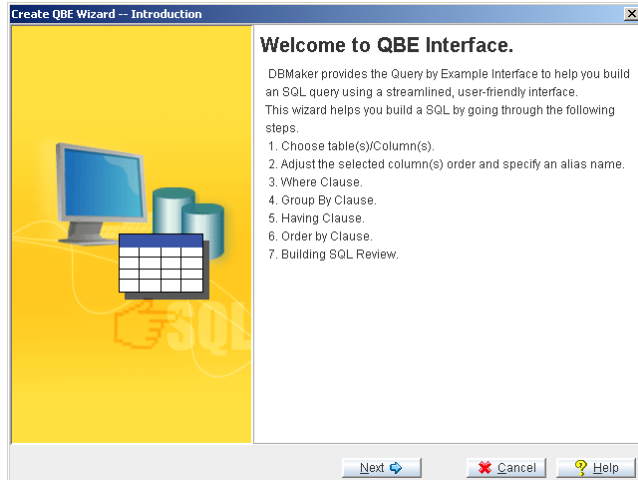 Create QBE Wizard -- Introduction
Welcome to QBE Interface.
DBMaker provides the Query by Example Interface to help you build
an SQL query using a streamlined, user-friendly interface.
This wizard helps you build a SQL by going through the following
steps.
1. Choose table(s)/Column(s).
2. Adjust the selected column(s) order and specify an alias name.
3. Where Clause.
4. Group By Clause.
5. Having Clause.
6. Order by Clause.
7. Building SQL Review.
SQL
Next
Cancel
Help